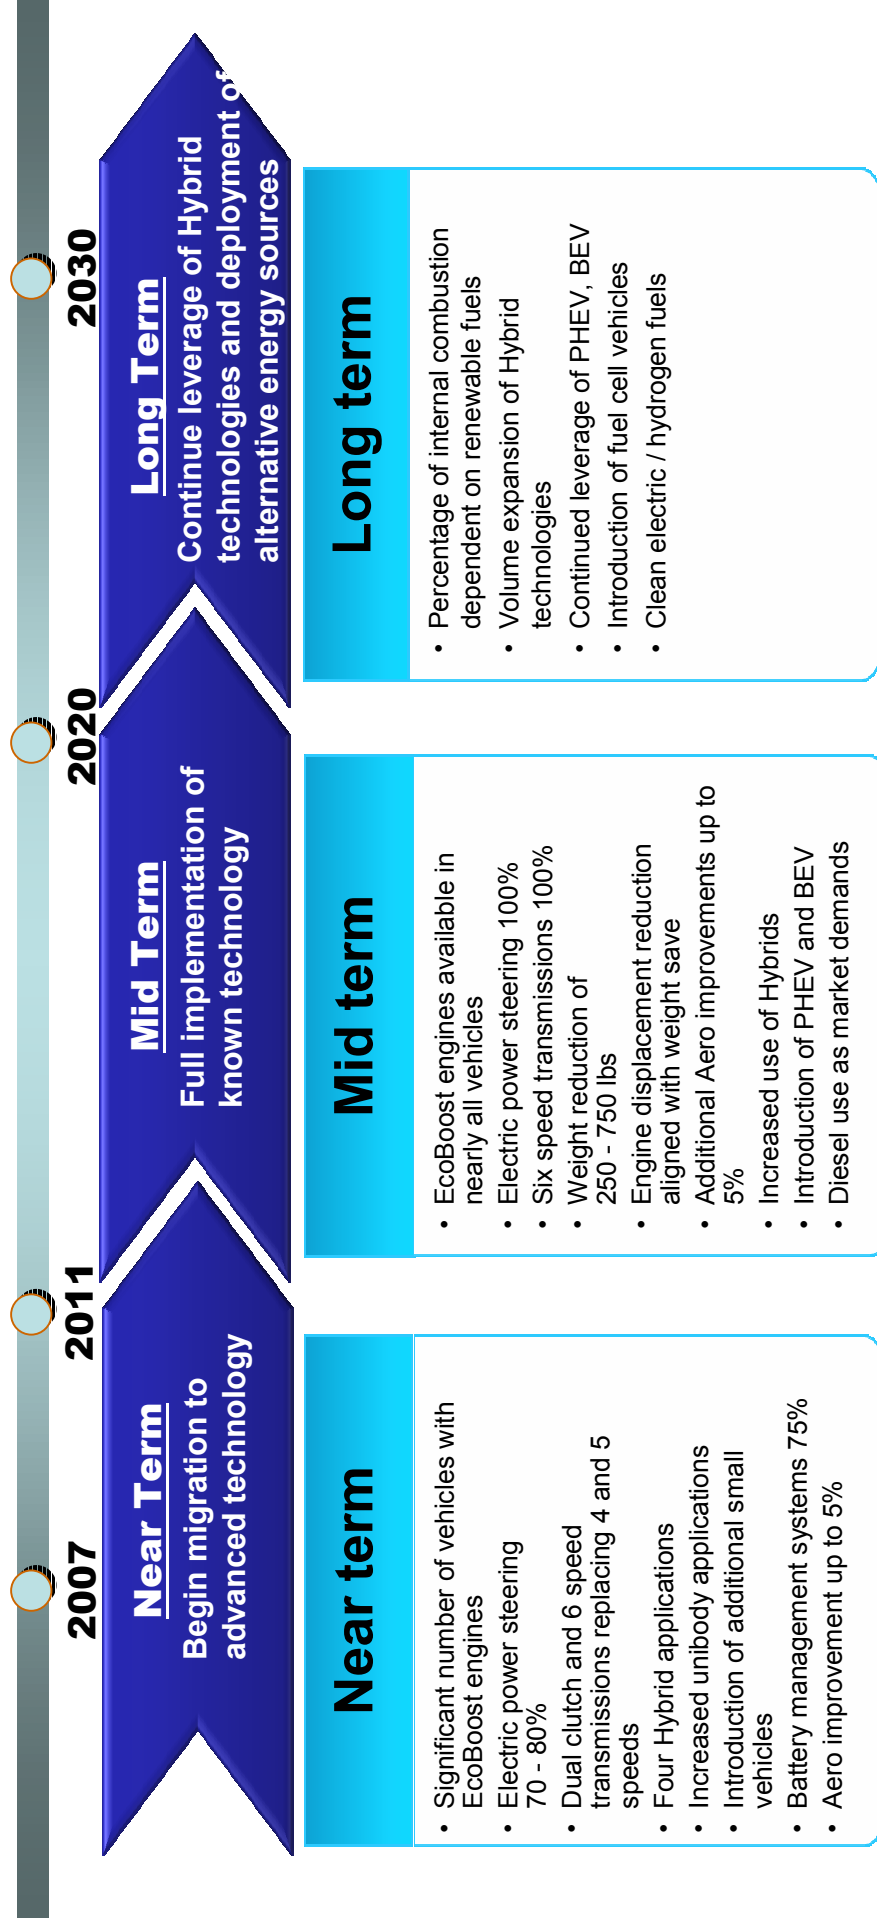 2007
2011
2020
2030
Near Term
Begin migration to
advanced technology
Mid Term
Full implementation of
known technology
Long Term
Continue leverage of Hybrid
technologies and deployment of
alternative energy sources
Near term
• Significant number of vehicles with
EcoBoost engines
• Electric power steering
70 - 80%
• Dual clutch and 6 speed
transmissions replacing 4 and 5
speeds
• Four Hybrid applications
• Increased unibody applications
• Introduction of additional small
vehicles
• Battery management systems 75%
• Aero improvement up to 5%
Mid term
• EcoBoost engines available in
nearly all vehicles
• Electric power steering 100%
• Six speed transmissions 100%
• Weight reduction of
250 - 750 lbs
• Engine displacement reduction
aligned with weight save
• Additional Aero improvements up to
5%
• Increased use of Hybrids
• Introduction of PHEV and BEV
• Diesel use as market demands
Long term
• Percentage of internal combustion
dependent on renewable fuels
• Volume expansion of Hybrid
technologies
• Continued leverage of PHEV, BEV
• Introduction of fuel cell vehicles
• Clean electric / hydrogen fuels